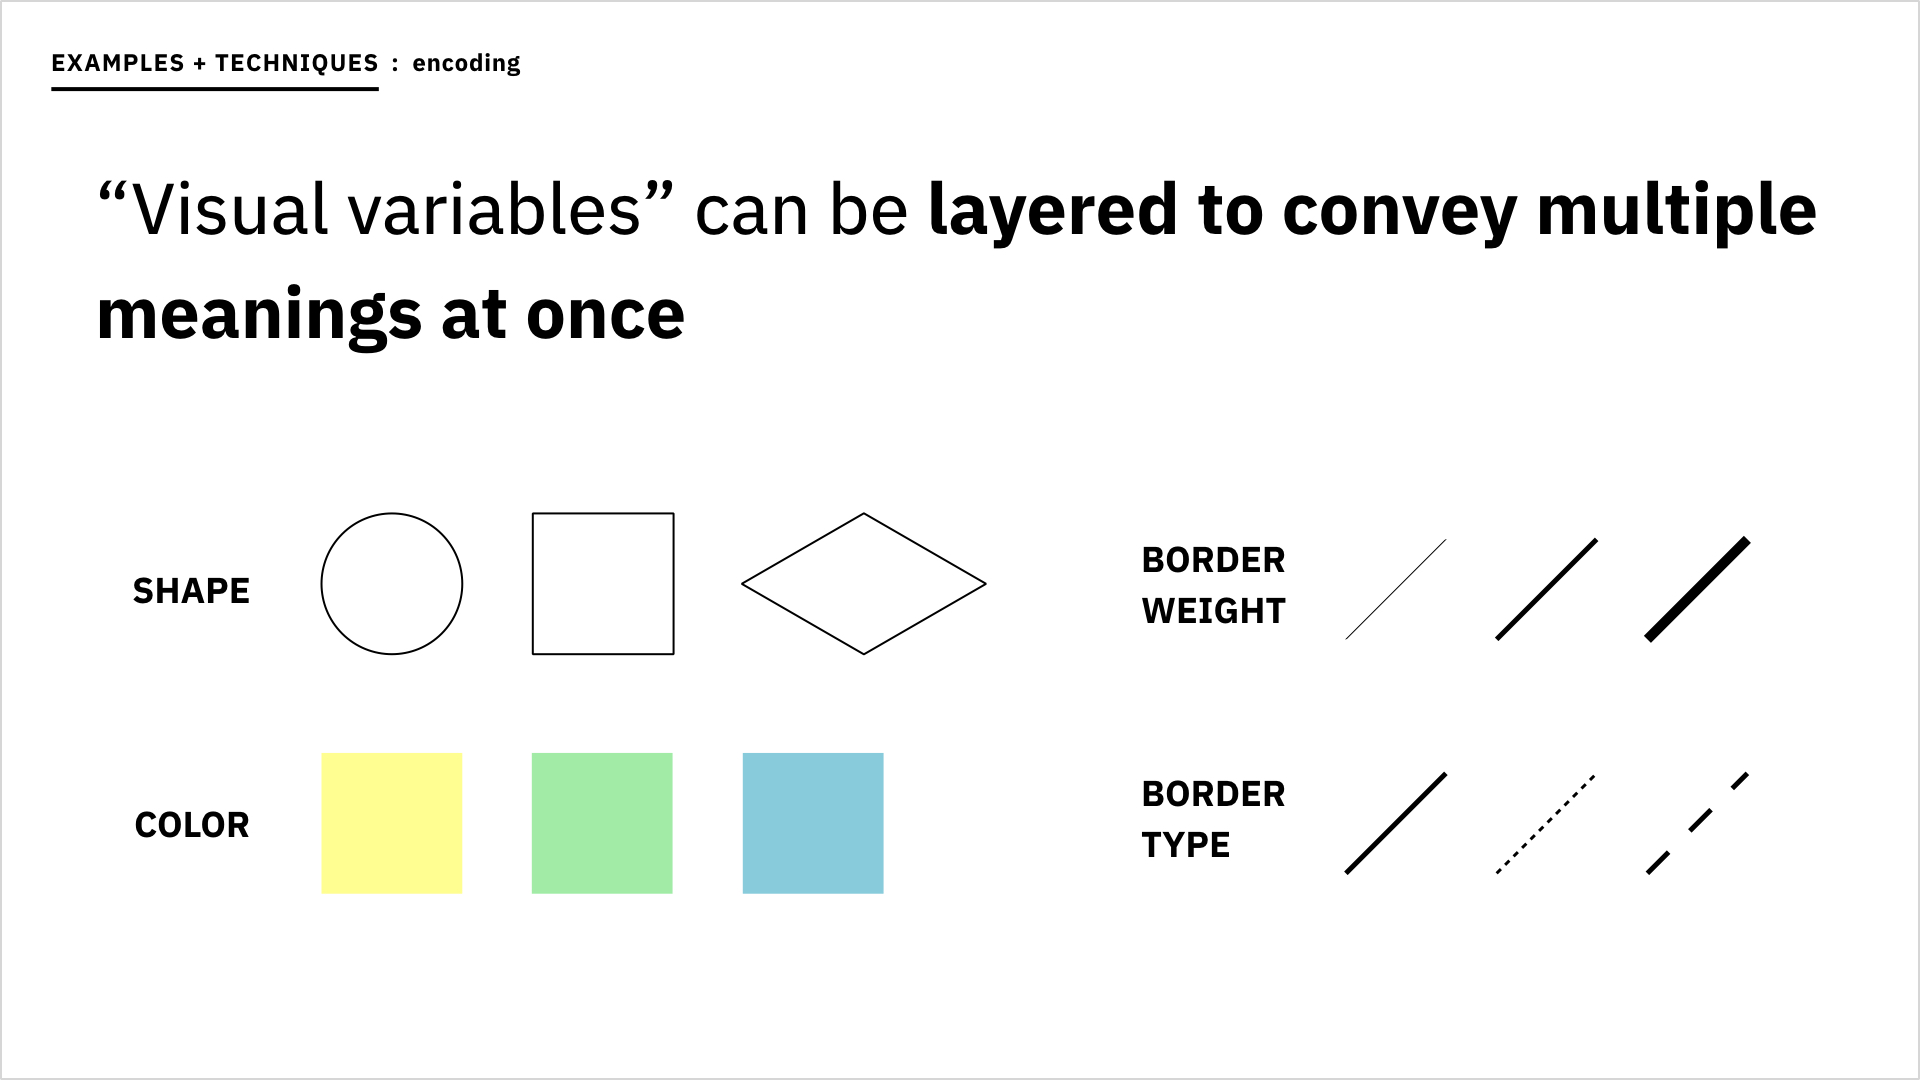 EXAMPLES + TECHNIQUES : encoding
“Visual variables” can be layered to convey multiple
meanings at once
SHAPE
BORDER
WEIGHT
COLOR
BORDER
TYPE